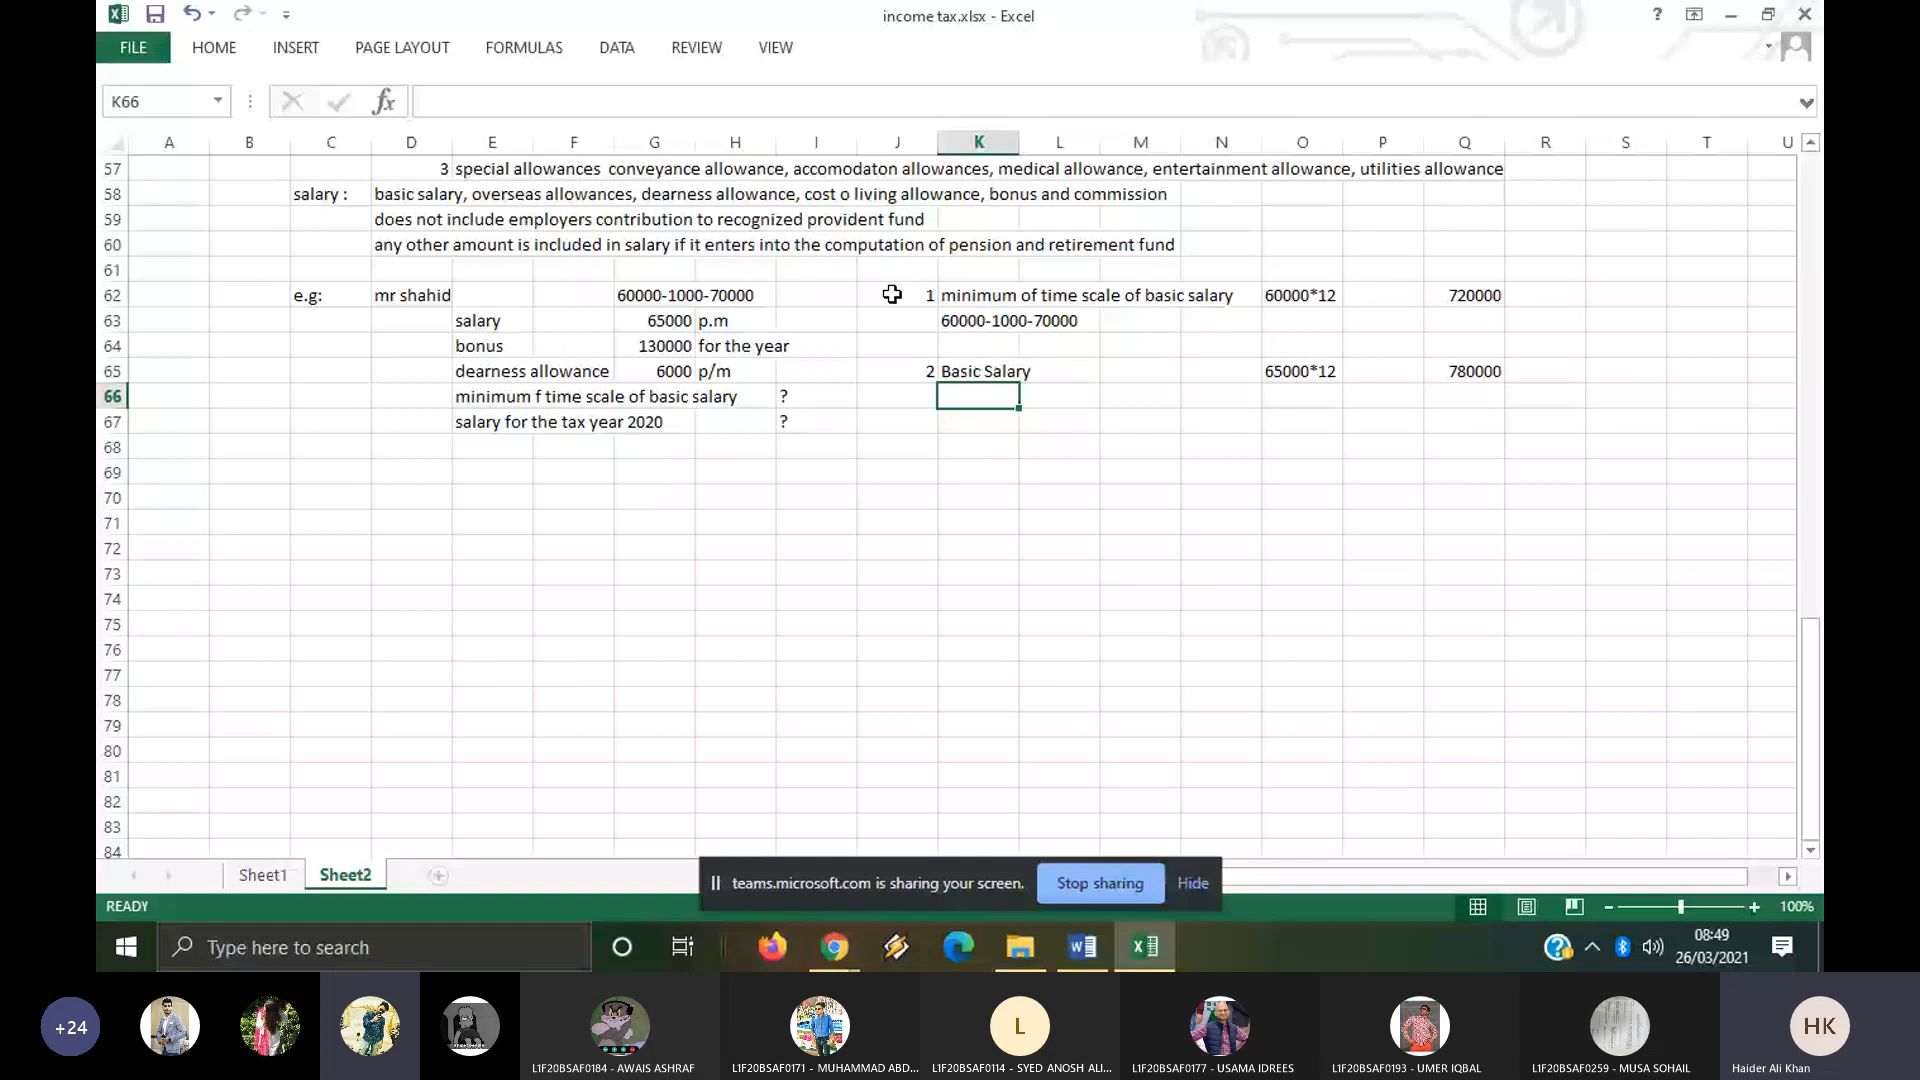 income tax.xlsx - Excel
?
FILE HOME INSERT PAGE LAYOUT FORMULAS DATA REVIEW VIEW
K66 fx
A B C D E F G H I J K L M N O P Q R S T U
57 3 special allowances conveyance allowance, accomodaton allowances, medical allowance, entertainment allowance, utilities allowance
58 salary : basic salary, overseas allowances, dearness allowance, cost o living allowance, bonus and commission
59 does not include employers contribution to recognized provident fund
60 any other amount is included in salary if it enters into the computation of pension and retirement fund
61
62 e.g: mr shahid 60000-1000-70000 1 minimum of time scale of basic salary 60000*12 720000
63 salary 65000 p.m 60000-1000-70000
64 bonus 130000 for the year
65 dearness allowance 6000 p/m 2 Basic Salary 65000*12 780000
66 minimum f time scale of basic salary ?
67 salary for the tax year 2020 ?
68
69
70
71
72
73
74
75
76
77
78
79
80
81
82
83
84
Sheet1 Sheet2
teams.microsoft.com is sharing your screen. Stop sharing Hide
READY 100%
Type here to search
08:49
26/03/2021
+24 L HK
L1F20BSAF0184 - AWAIS ASHRAF L1F20BSAF0171 - MUHAMMAD ABD... L1F20BSAF0114 - SYED ANOSH ALI... L1F20BSAF0177 - USAMA IDREES L1F20BSAF0193 - UMER IQBAL L1F20BSAF0259 - MUSA SOHAIL Haider Ali Khan